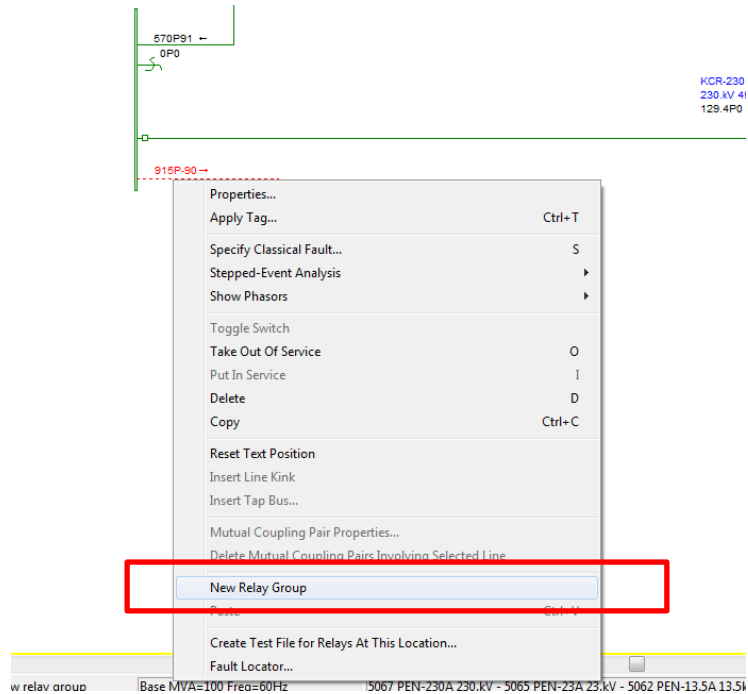 570P91 ←
0P0
KCR-230
230.kV 4
129.4P0
915P-90→
Properties...
Apply Tag... Ctrl+T
Specify Classical Fault... S
Stepped-Event Analysis
Show Phasors
Toggle Switch
Take Out Of Service O
Put In Service I
Delete D
Copy Ctrl+C
Reset Text Position
Insert Line Kink
Insert Tap Bus...
Mutual Coupling Pair Properties...
Delete Mutual Coupling Pairs Involving Selected Line
New Relay Group
Paste Ctrl+V
Create Test File for Relays At This Location...
Fault Locator...
w relay group Base MVA=100 Freq=60Hz 5067 PEN-230A 230.kV - 5065 PEN-23A 23.kV - 5062 PEN-13.5A 13.5k